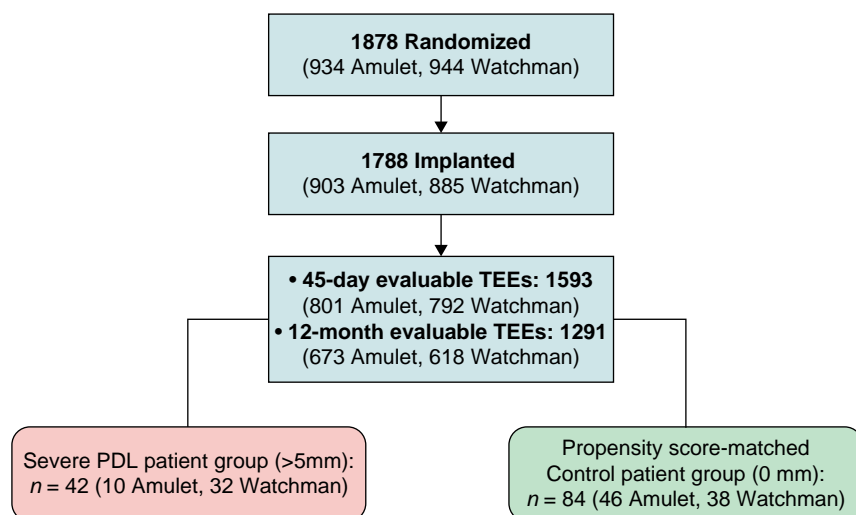 1878 Randomized
(934 Amulet, 944 Watchman)
1788 Implanted
(903 Amulet, 885 Watchman)
• 45-day evaluable TEEs: 1593
(801 Amulet, 792 Watchman)
• 12-month evaluable TEEs: 1291
(673 Amulet, 618 Watchman)
Severe PDL patient group (>5mm):
n = 42 (10 Amulet, 32 Watchman)
Propensity score-matched
Control patient group (0 mm):
n = 84 (46 Amulet, 38 Watchman)